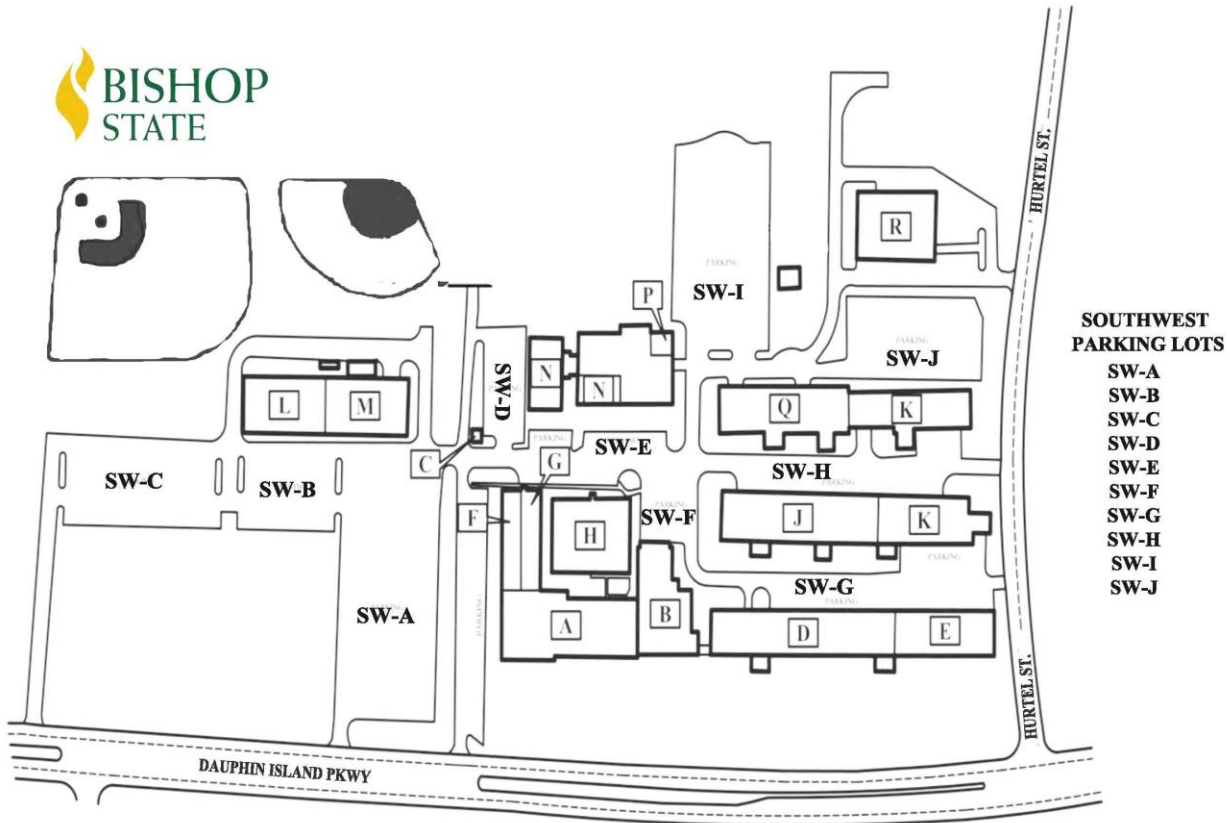 BISHOP
STATE
HURTEL ST.
R
PARKING
SW-I
P
SOUTHWEST
PARKING LOTS
SW-A
SW-B
SW-C
SW-D
SW-E
SW-F
SW-G
SW-H
SW-I
SW-J
PARKING
SW-J
N
N
SW-D
L
M
Q
K
C
PARKING
SW-E
G
SW-H
PARKING
SW-C
SW-B
F
H
SW-F
J
K
PARKING
SW-G
PARKING
SW-A
PARKING
A
B
D
E
HURTEL ST.
DAUPHIN ISLAND PKWY